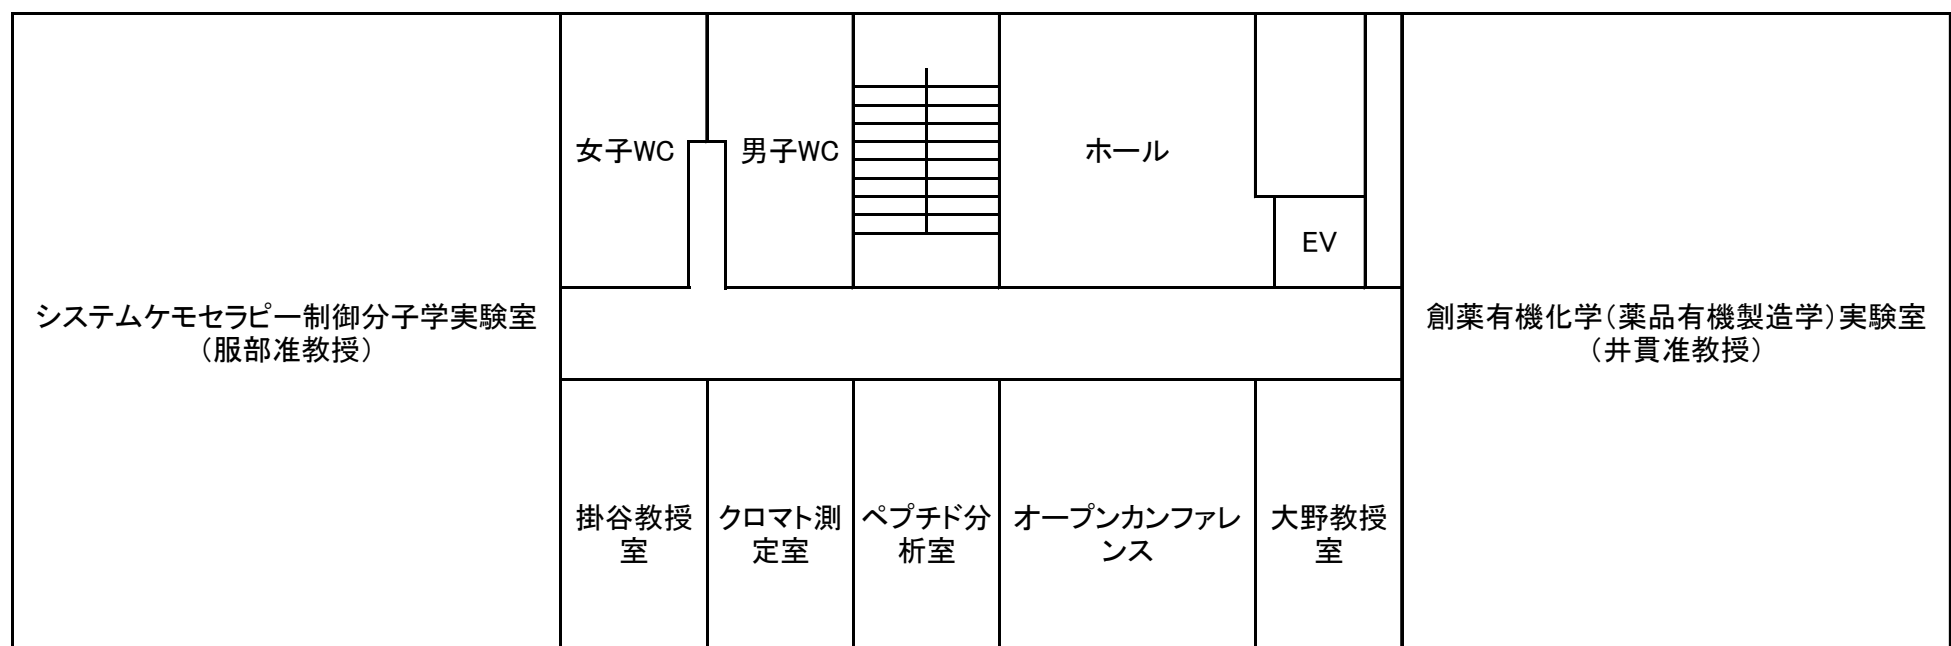 女子WC
男子WC
ホール
EV
システムケモセラピー制御分子学実験室
（服部准教授）
創薬有機化学（薬品有機製造学）実験室
（井貫准教授）
掛谷教授
室
クロマト測
定室
ペプチド分
析室
オープンカンファレ
ンス
大野教授
室